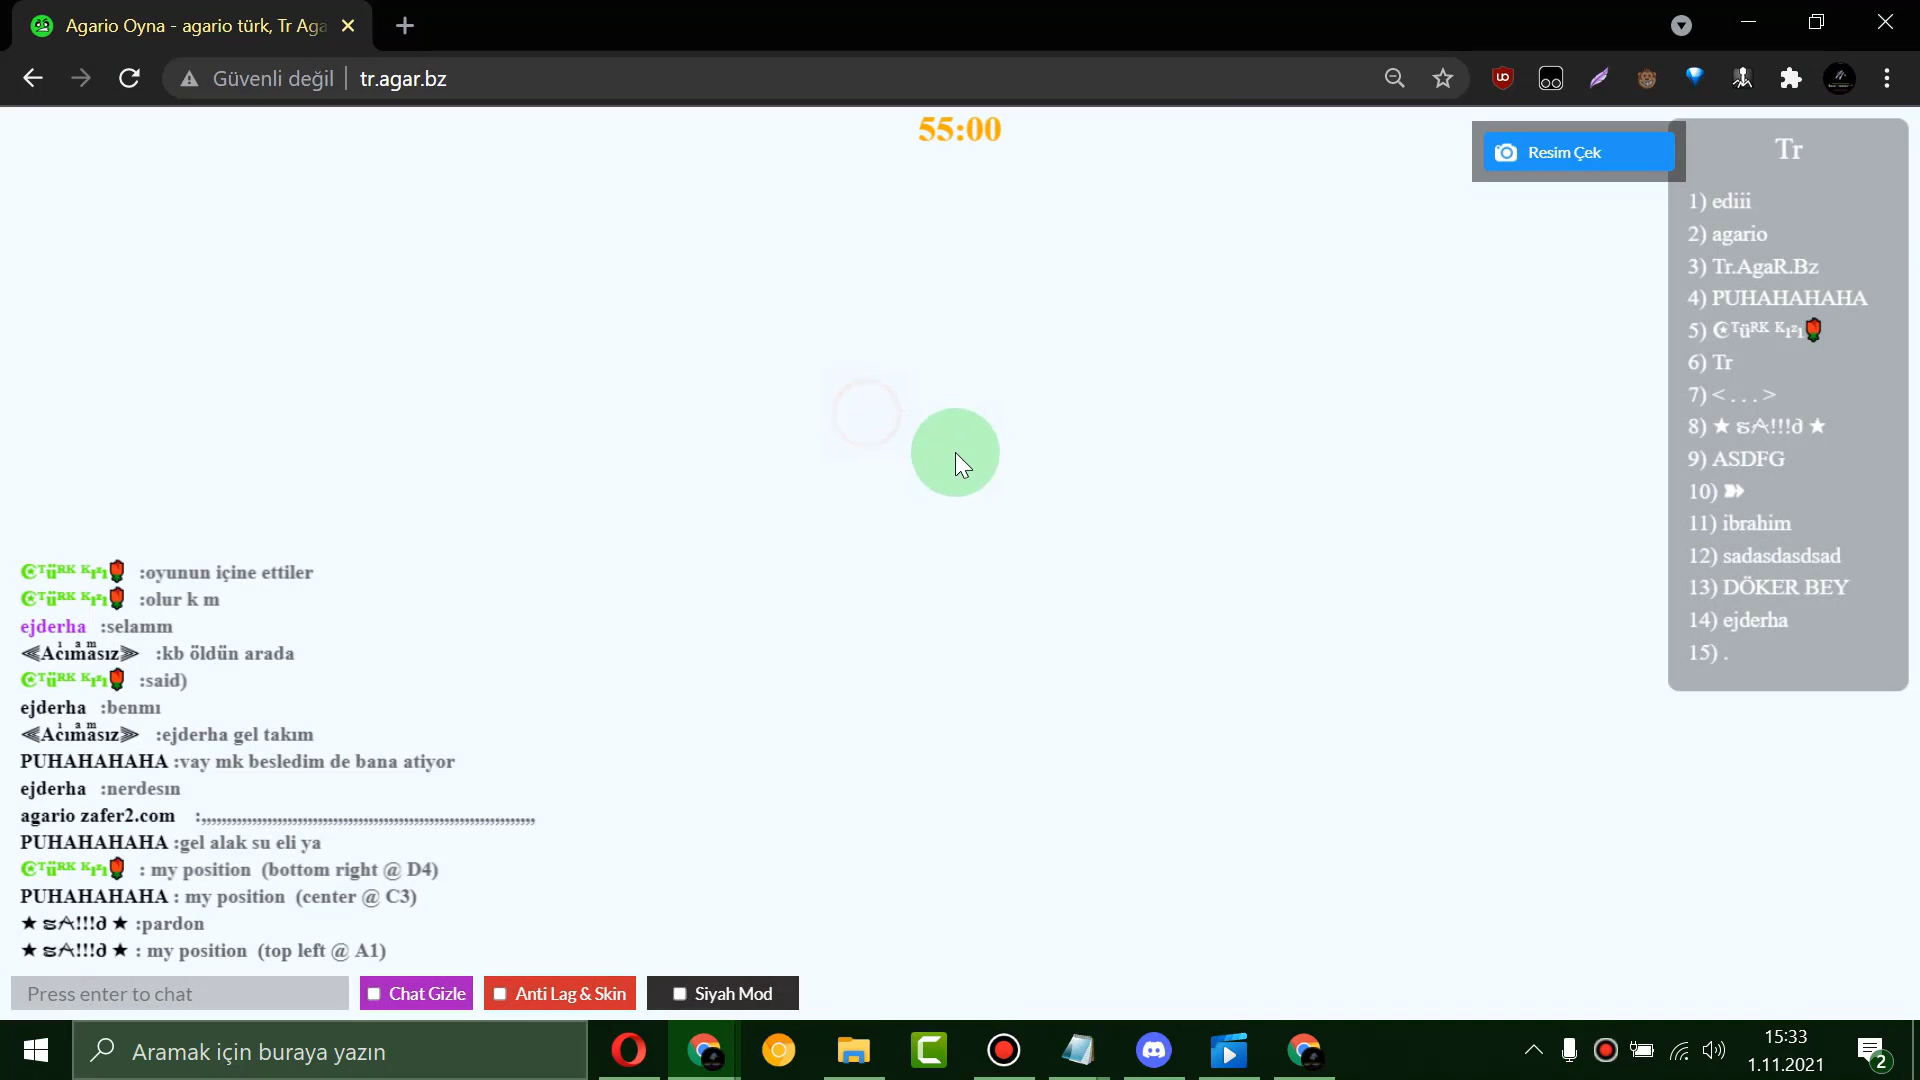 Agario Oyna - agario türk, Tr Aga
Güvenli değil
tr.agar.bz
55:00
Resim Çek
Tr
1) ediii
2) agario
3) Tr.AgaR.Bz
4) PUHAHAHAHA
5) ☪ᵀüᴿᴷ ᴷızı🌹
6) Tr
7) < . . . >
8) ★ ꜱA!!!d ★
9) ASDFG
10) ➽
11) ibrahim
12) sadasdasdsad
13) DÖKER BEY
14) ejderha
15) .
☪ᵀüᴿᴷ ᴷızı🌹 :oyunun içine ettiler
☪ᵀüᴿᴷ ᴷızı🌹 :olur k m
ejderha :selamm
⪡Acımasız⪢ :kb öldün arada
☪ᵀüᴿᴷ ᴷızı🌹 :said)
ejderha :benmı
⪡Acımasız⪢ :ejderha gel takım
PUHAHAHAHA :vay mk besledim de bana atiyor
ejderha :nerdesın
agario zafer2.com :,,,,,,,,,,,,,,,,,,,,,,,,,,,,,,,,,,,,,,,,,,,,,,,,,,,,,,,,,,,,,,,,,,
PUHAHAHAHA :gel alak su eli ya
☪ᵀüᴿᴷ ᴷızı🌹 : my position (bottom right @ D4)
PUHAHAHAHA : my position (center @ C3)
★ ꜱA!!!d ★ :pardon
★ ꜱA!!!d ★ : my position (top left @ A1)
Press enter to chat
Chat Gizle
Anti Lag & Skin
Siyah Mod
Aramak için buraya yazın
15:33
1.11.2021
2